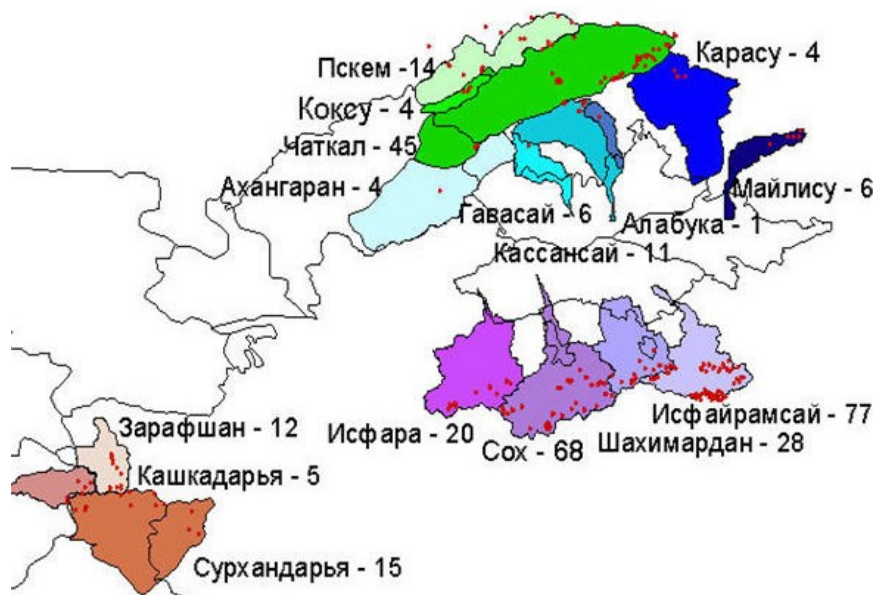 Карасу - 4
Пскем -14
Коксу - 4
Чаткал - 45
Ахангаран - 4
Майлису - 6
Гавасай - 6
Алабука - 1
Кассансай - 11
Исфайрамсай - 77
Исфара - 20
Шахимардан - 28
Сох - 68
Зарафшан - 12
Кашкадарья - 5
Сурхандарья - 15